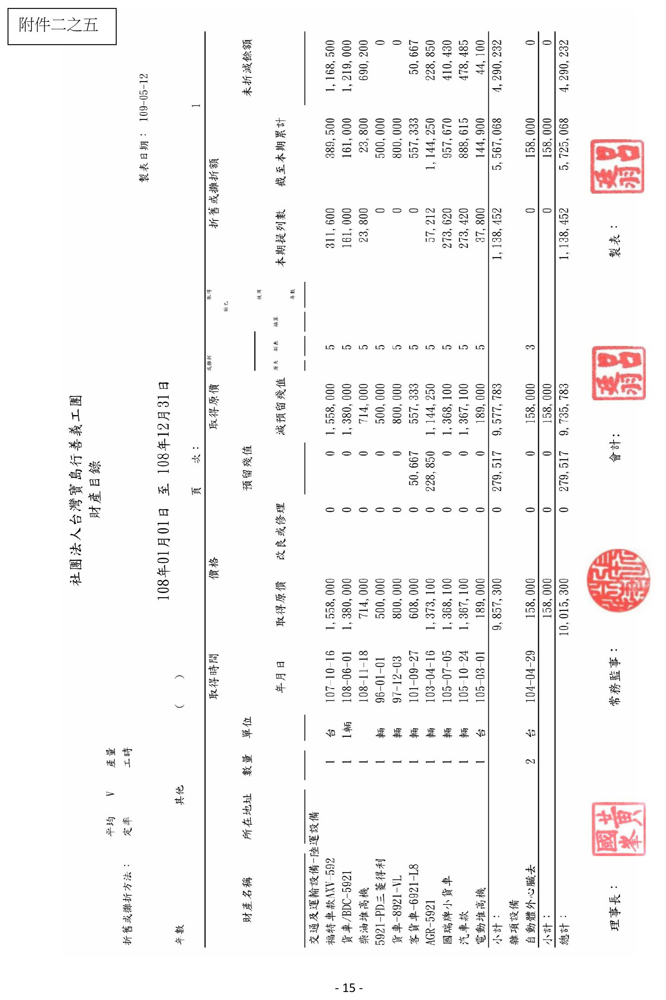 附件二之五
社團法人台灣寶島行善義工團
財產目錄
平均 V 產量
折舊或攤折方法： 定率 工時
製表日期： 109-05-12
108年01月01日 至 108年12月31日
年數 其他 ( )
頁 次： 1
取得時間 價格 取得原價 或攤折 取得 折舊或攤折額
前已
財產名稱 所在地址 數量 單位 預留殘值 未折減餘額
使用
年月日 取得原價 改良或修理 減預留殘值 原表 新表 換算 本期提列數 截至本期累計
年數
交通及運輸設備-陸運設備
福特車款AXV-592 1 台 107-10-16 1,558,000 0 0 1,558,000 5 311,600 389,500 1,168,500
貨車/BDC-5921 1 1輛 108-06-01 1,380,000 0 0 1,380,000 5 161,000 161,000 1,219,000
柴油堆高機 1 108-11-18 714,000 0 0 714,000 5 23,800 23,800 690,200
5921-PD三菱得利 1 輛 96-01-01 500,000 0 0 500,000 5 0 500,000 0
貨車-8921-VL 1 輛 97-12-03 800,000 0 0 800,000 5 0 800,000 0
客貨車-6921-L8 1 輛 101-09-27 608,000 0 50,667 557,333 5 0 557,333 50,667
AGR-5921 1 輛 103-04-16 1,373,100 0 228,850 1,144,250 5 57,212 1,144,250 228,850
國瑞牌小貨車 1 輛 105-07-05 1,368,100 0 0 1,368,100 5 273,620 957,670 410,430
汽車款 1 輛 105-10-24 1,367,100 0 0 1,367,100 5 273,420 888,615 478,485
電動堆高機 1 台 105-03-01 189,000 0 0 189,000 5 37,800 144,900 44,100
小計： 9,857,300 0 279,517 9,577,783 1,138,452 5,567,068 4,290,232
雜項設備
自動體外心臟去 2 台 104-04-29 158,000 0 0 158,000 3 0 158,000 0
小計： 158,000 0 0 158,000 0 158,000 0
總計： 10,015,300 0 279,517 9,735,783 1,138,452 5,725,068 4,290,232
理事長： 黃國峯 常務監事： 會計： 呂翔 製表： 呂翔
- 15 -